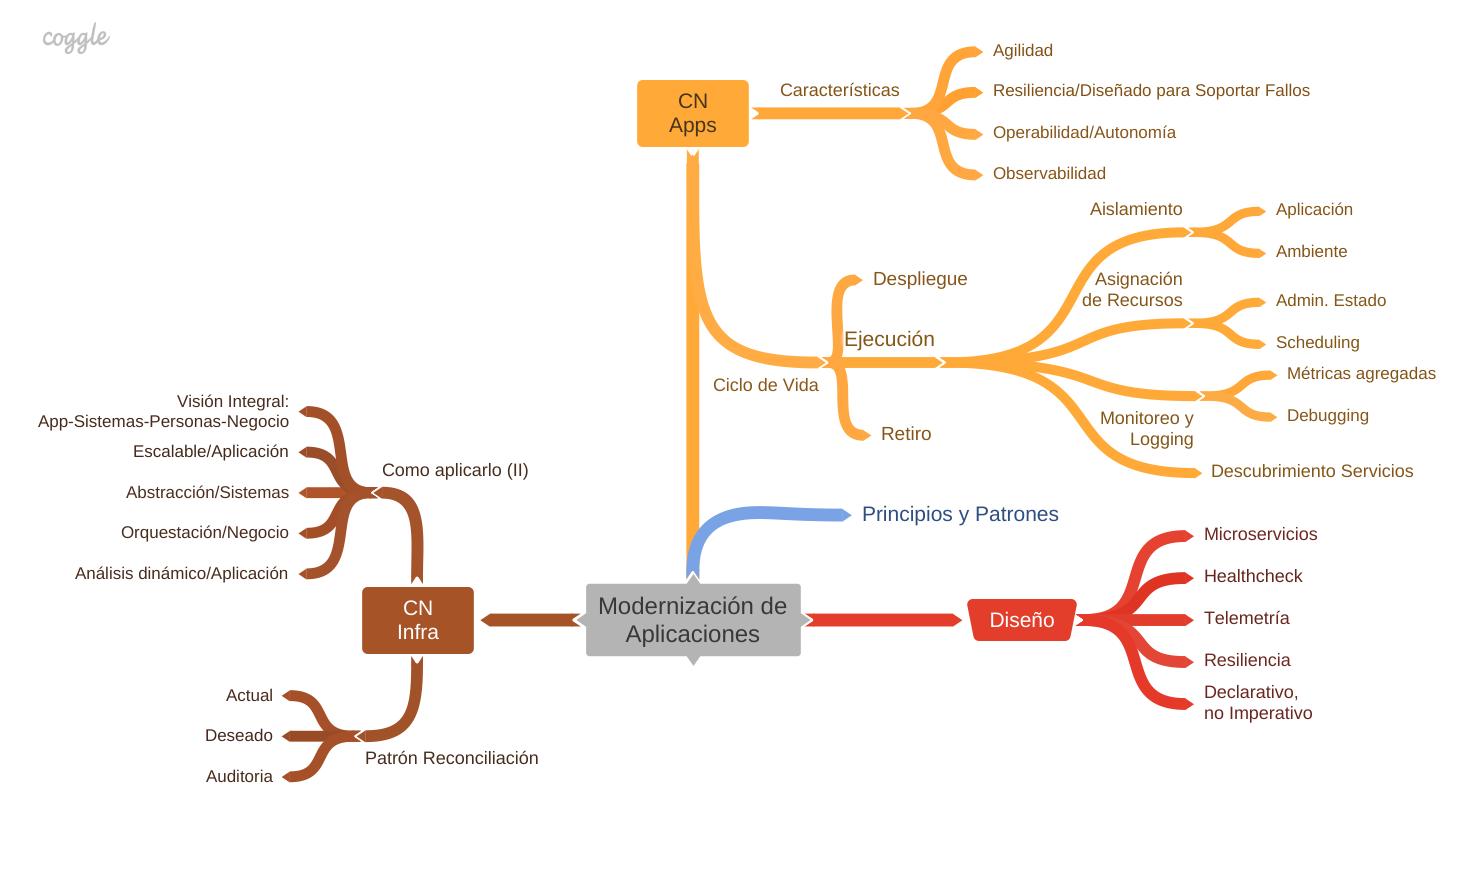 coggle
CN
Apps
Características
Agilidad
Resiliencia/Diseñado para Soportar Fallos
Operabilidad/Autonomía
Observabilidad
Ciclo de Vida
Despliegue
Ejecución
Retiro
Aislamiento
Aplicación
Ambiente
Asignación
de Recursos
Admin. Estado
Scheduling
Monitoreo y
Logging
Métricas agregadas
Debugging
Descubrimiento Servicios
Principios y Patrones
Modernización de
Aplicaciones
Diseño
Microservicios
Healthcheck
Telemetría
Resiliencia
Declarativo,
no Imperativo
CN
Infra
Como aplicarlo (II)
Visión Integral:
App-Sistemas-Personas-Negocio
Escalable/Aplicación
Abstracción/Sistemas
Orquestación/Negocio
Análisis dinámico/Aplicación
Patrón Reconciliación
Actual
Deseado
Auditoria